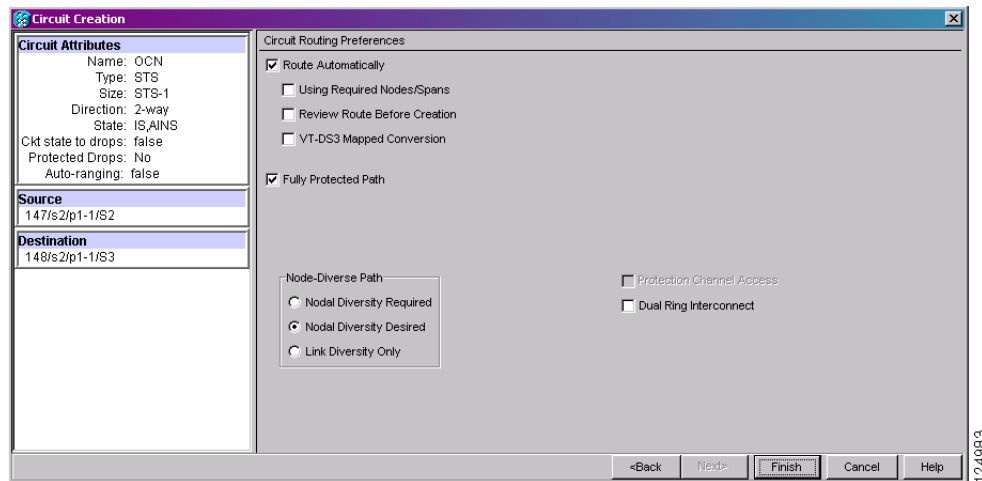 Circuit Creation
Circuit Attributes
Name: OCN
Type: STS
Size: STS-1
Direction: 2-way
State: IS,AINS
Ckt state to drops: false
Protected Drops: No
Auto-ranging: false
Source
147/s2/p1-1/S2
Destination
148/s2/p1-1/S3
Circuit Routing Preferences
Route Automatically
Using Required Nodes/Spans
Review Route Before Creation
VT-DS3 Mapped Conversion
Fully Protected Path
Node-Diverse Path
Nodal Diversity Required
Nodal Diversity Desired
Link Diversity Only
Protection Channel Access
Dual Ring Interconnect
<Back
Next>
Finish
Cancel
Help
124983